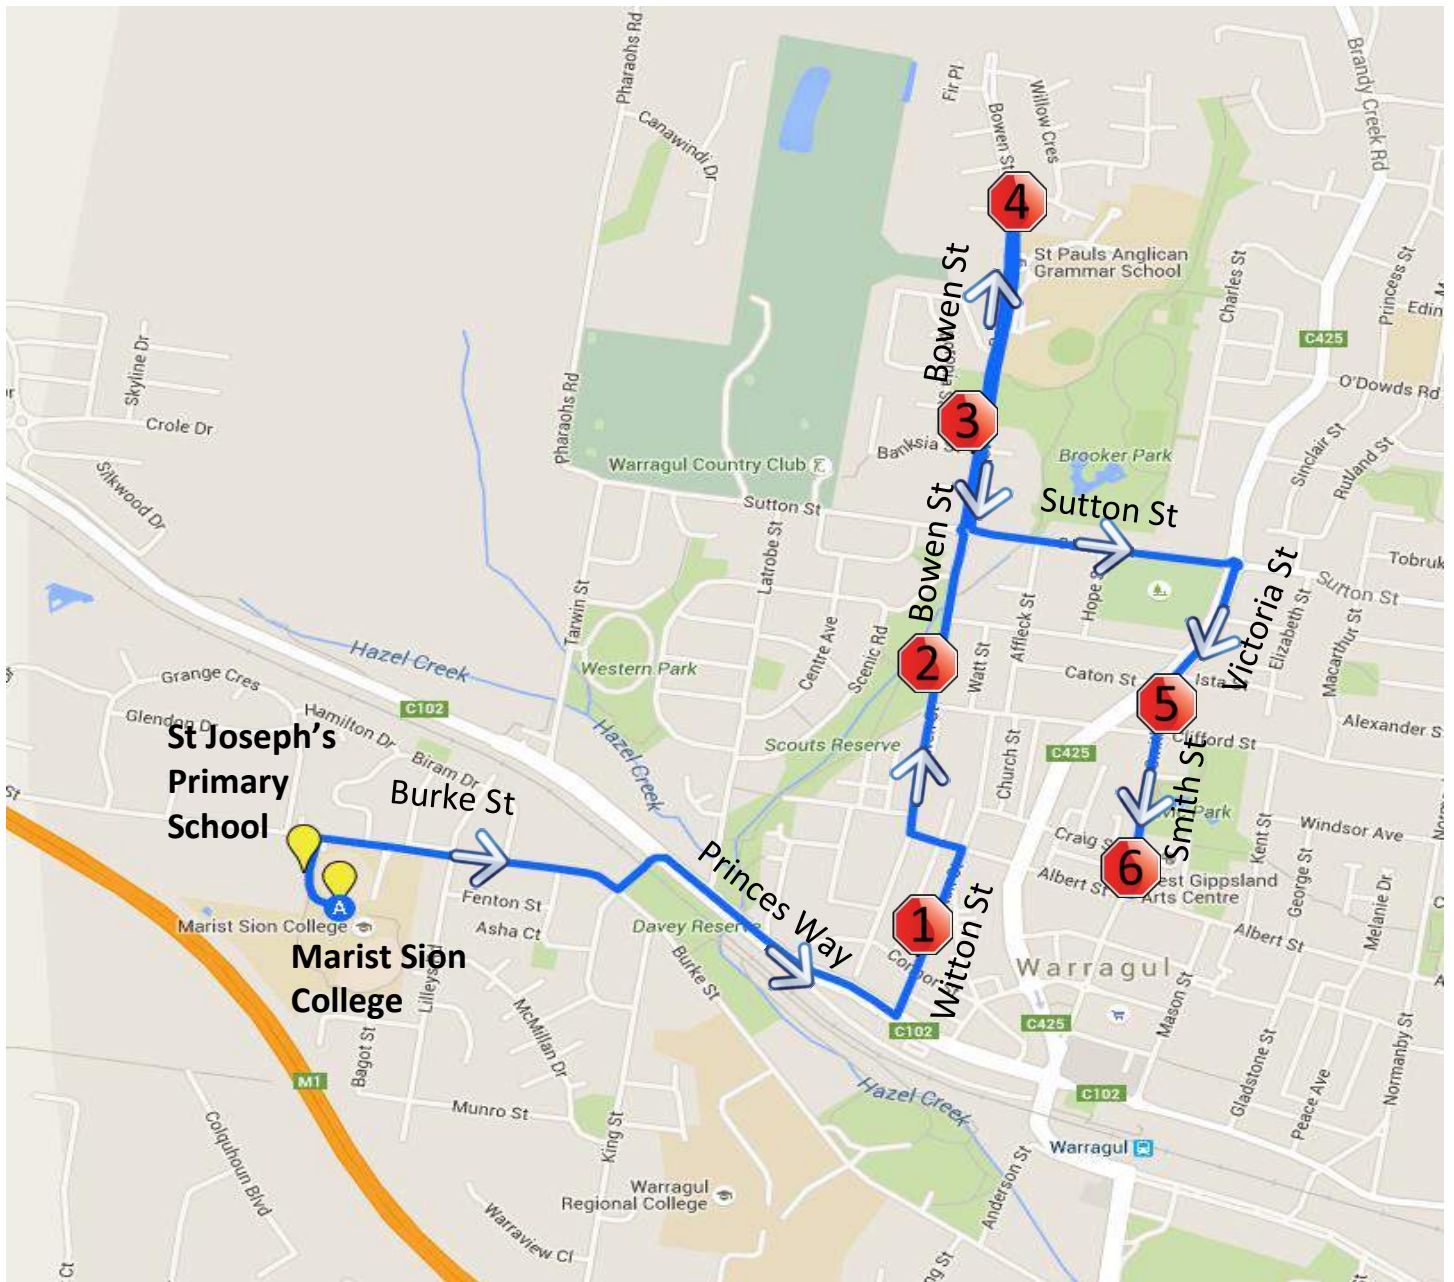 Pharaohs Rd
Canawindi Dr
Fir Pl
Bowen St
Willow Cres
Brandy Creek Rd
4
Bowen St
St Pauls Anglican
Grammar School
Charles St
Princess St
C425
O'Dowds Rd
Skyline Dr
Crole Dr
Silkwood Dr
Pharaohs Rd
3
Warragul Country Club
Sutton St
Brooker Park
Sinclair St
Rutland St
Bowen St
Sutton St
Latrobe St
Tarwin St
Hope S
Affleck St
Tobruk
Sutton St
Victoria St
Elizabeth St
Macarthur St
Hazel Creek
Western Park
Centre Ave
Scenic Rd
2
Watt St
Caton St
5
Alexander S
Grange Cres
C102
Glendon Dr
Hamilton Dr
Biram Dr
St Joseph's
Primary
School
Burke St
Hazel Creek
Scouts Reserve
Church St
C425
Clifford St
Smith St
Park
Craig S
Albert St
6
Kent St
Windsor Ave
George St
est Gippsland
Arts Centre
Albert St
Melanie Dr
Princes Way
1
Witton St
A
Marist Sion College
Marist Sion
College
Fenton St
Asha Ct
Davey Reserve
Burke St
C102
Warragul
C425
Mason St
Gladstone St
Normanby St
Peace Ave
M1
Bagot St
McMillan Dr
Munro St
King St
Colquhoun Blvd
Hazel Creek
C102
Warragul
Anderson St
Warragul
Regional College
Warraview Cl